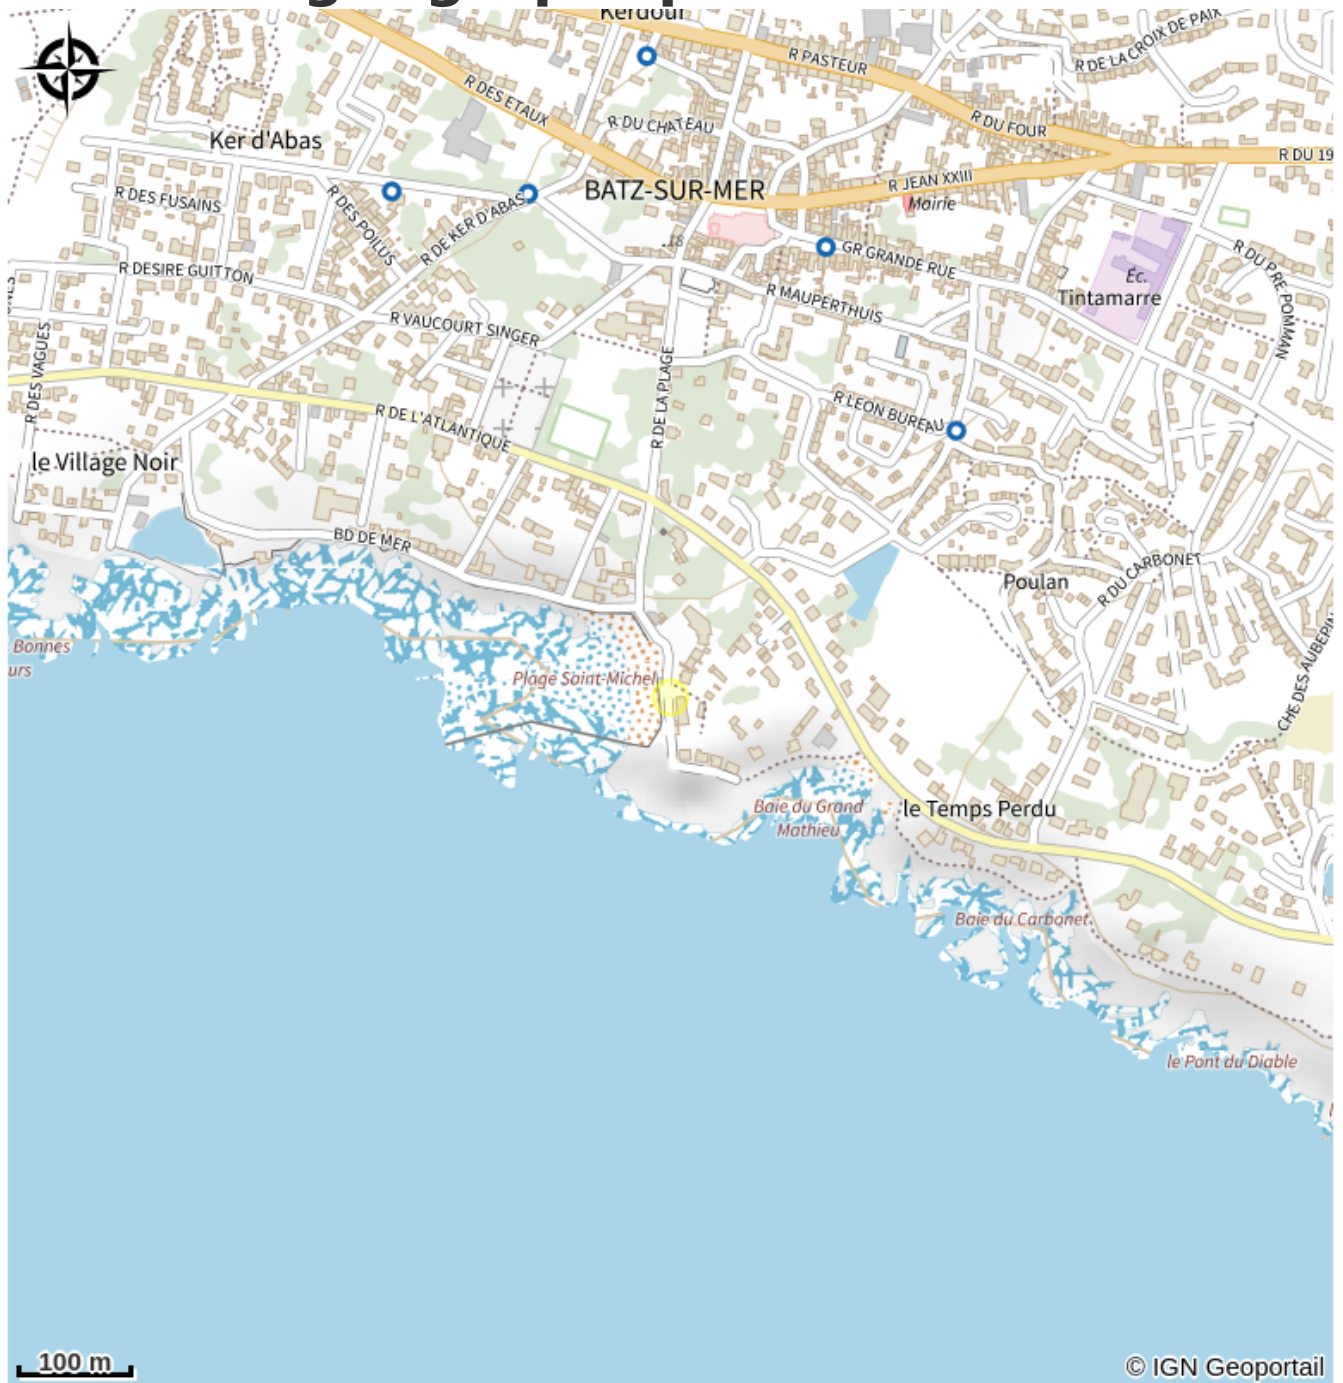 Kerdour
R PASTEUR
R DE LA CROIX DE PAIX
R DES ETAUX
R DU CHATEAU
R DU FOUR
Ker d'Abas
R DU 19
R JEAN XXIII
BATZ-SUR-MER
Mairie
R DES FUSAINS
R DES POILUS
R DE KER D'ABAS
.18
GR GRANDE RUE
R DU PRE POMMAN
R DESIRE GUITTON
Éc.
Tintamarre
R MAUPERTHUIS
R VAUCOURT SINGER
R DES VAGUES
R DE LA PLAGE
R LEON BUREAU
R DE L'ATLANTIQUE
le Village Noir
BD DE MER
R DU CARBONET
Poulan
Bonnes
urs
Plage Saint-Michel
CHE DES AUBEPIN
Baie du Grand
Mathieu
le Temps Perdu
Baie du Carbonet
le Pont du Diable
100 m
© IGN Geoportail